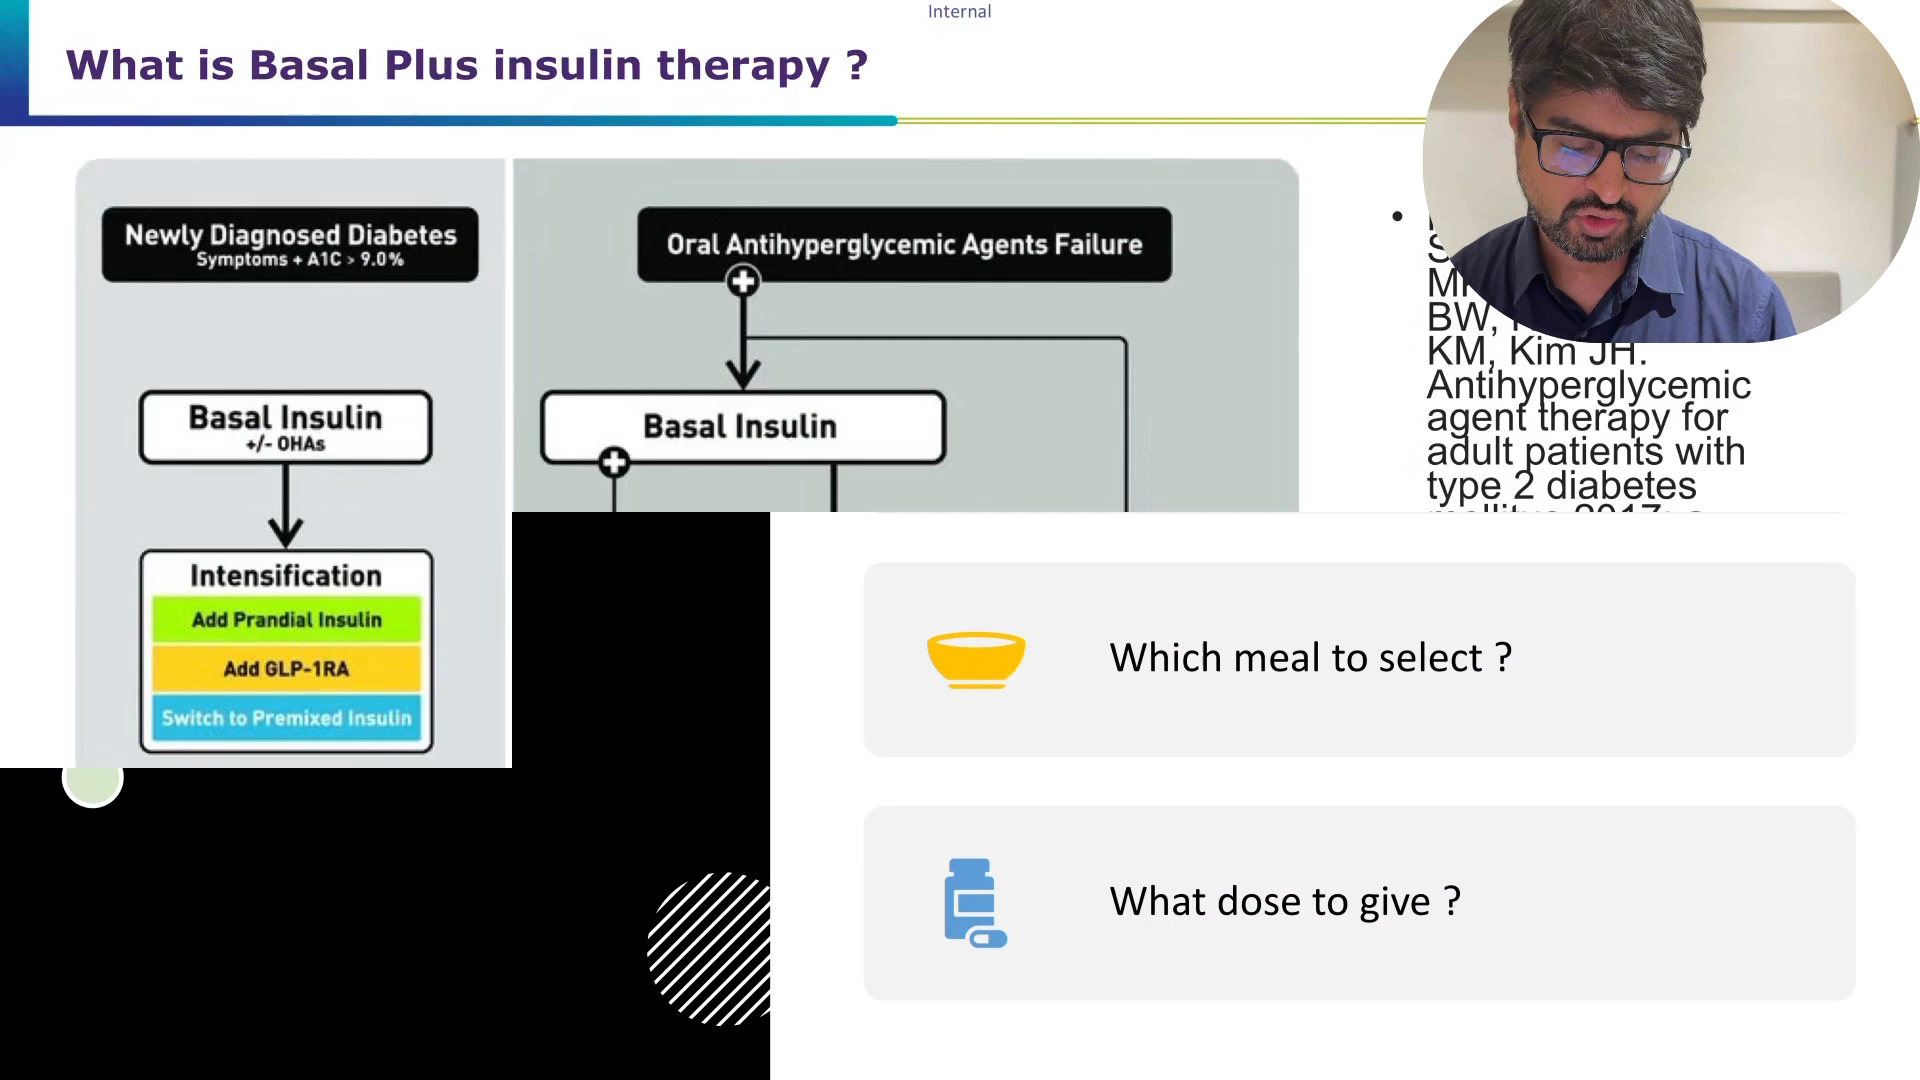 Internal
What is Basal Plus insulin therapy ?
Newly Diagnosed Diabetes
Symptoms + A1C > 9.0%
Oral Antihyperglycemic Agents Failure
Basal Insulin
+/- OHAs
Basal Insulin
Intensification
Add Prandial Insulin
Add GLP-1RA
Switch to Premixed Insulin
BW,
KM, Kim JH.
Antihyperglycemic
agent therapy for
adult patients with
type 2 diabetes
Which meal to select ?
What dose to give ?